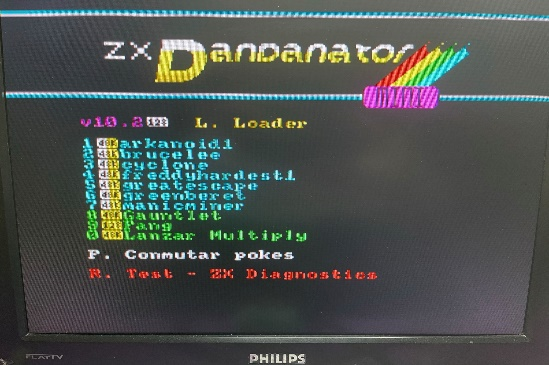 ZX Dandanator
MINI
v10.2 128 L. Loader
1 48K arkanoid1
2 48K brucelee
3 48K cyclone
4 48K freddyhardest1
5 48K greatescape
6 48K greenberet
7 48K manicminer
8 48K Gauntlet
9 Pang
0 48K Lanzar Multiply
P. Conmutar pokes
R. Test - ZX Diagnostics
FLATTV
PHILIPS